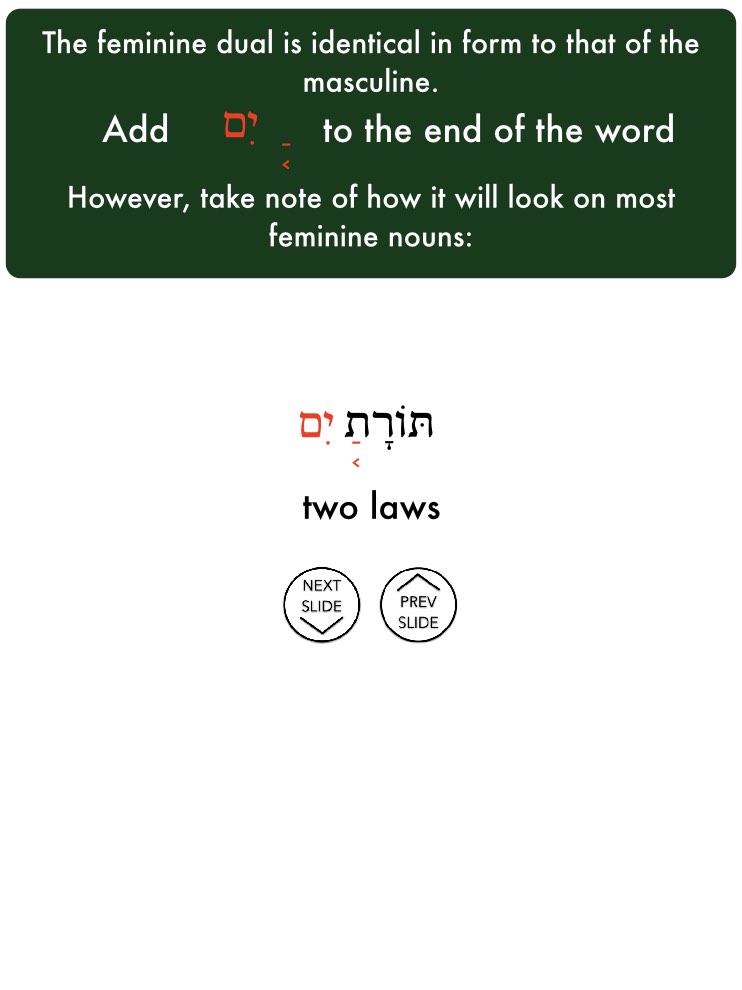 The feminine dual is identical in form to that of the
masculine.
Add ‎ַ֫ יִם to the end of the word
However, take note of how it will look on most
feminine nouns:
תּוֹרָתַ֫ יִם
two laws
NEXT
SLIDE
PREV
SLIDE